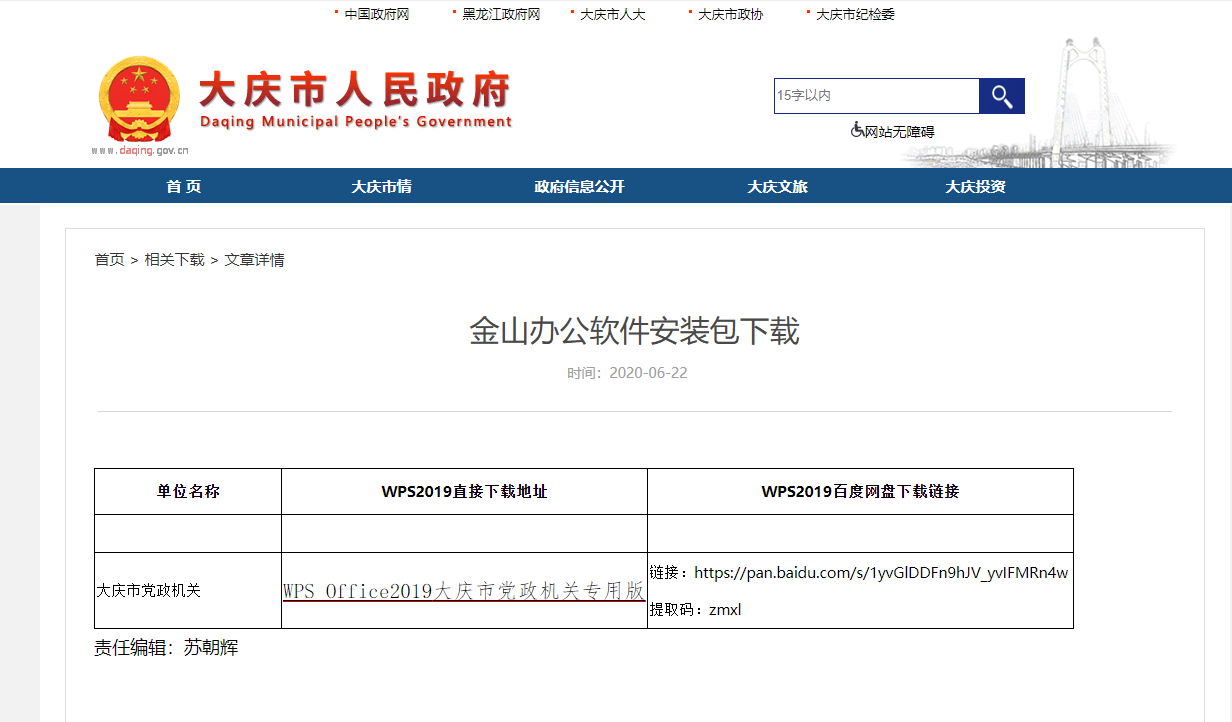 中国政府网 黑龙江政府网 大庆市人大 大庆市政协 大庆市纪检委
大庆市人民政府
Daqing Municipal People's Government
www.daqing.gov.cn
15字以内
网站无障碍
首 页 大庆市情 政府信息公开 大庆文旅 大庆投资
首页 > 相关下载 > 文章详情
金山办公软件安装包下载
时间：2020-06-22
单位名称 WPS2019直接下载地址 WPS2019百度网盘下载链接
大庆市党政机关 WPS Office2019大庆市党政机关专用版 链接：https://pan.baidu.com/s/1yvGlDDFn9hJV_yvIFMRn4w
提取码：zmxl
责任编辑：苏朝辉